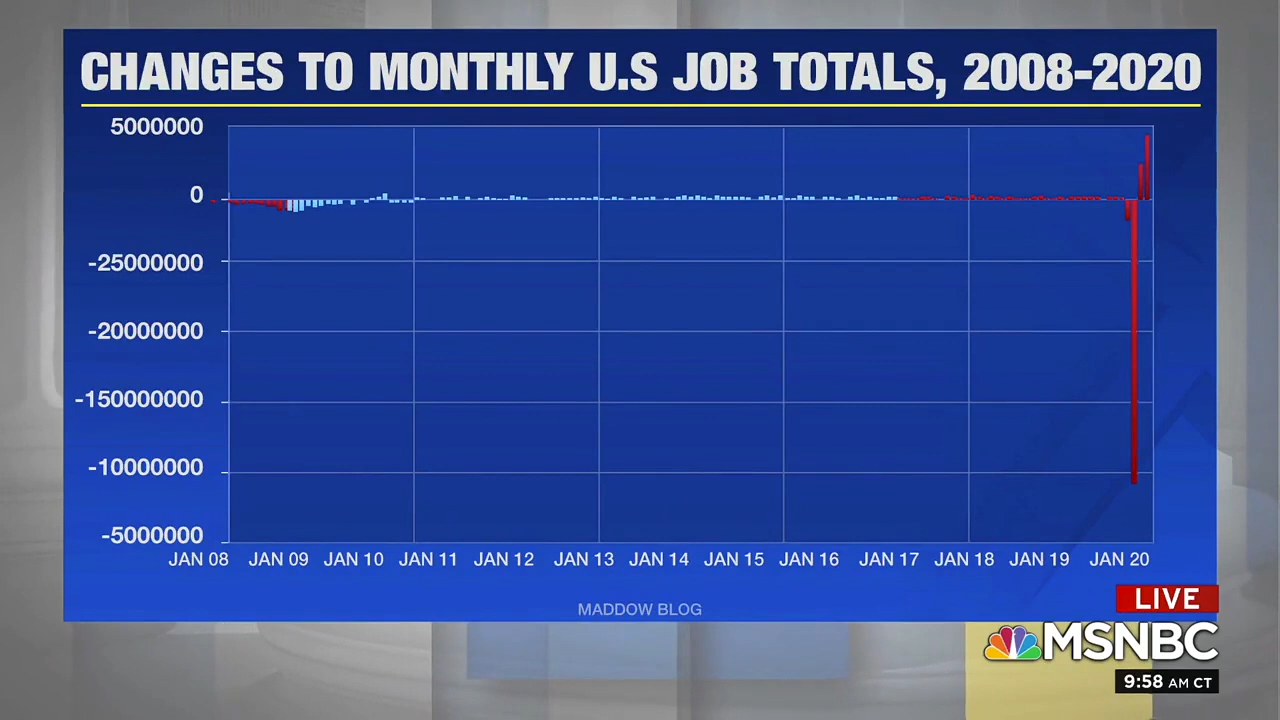 CHANGES TO MONTHLY U.S JOB TOTALS, 2008-2020
5000000
0
-25000000
-20000000
-150000000
-10000000
-5000000
JAN 08 JAN 09 JAN 10 JAN 11 JAN 12 JAN 13 JAN 14 JAN 15 JAN 16 JAN 17 JAN 18 JAN 19 JAN 20
MADDOW BLOG
LIVE
MSNBC
9:58 AM CT